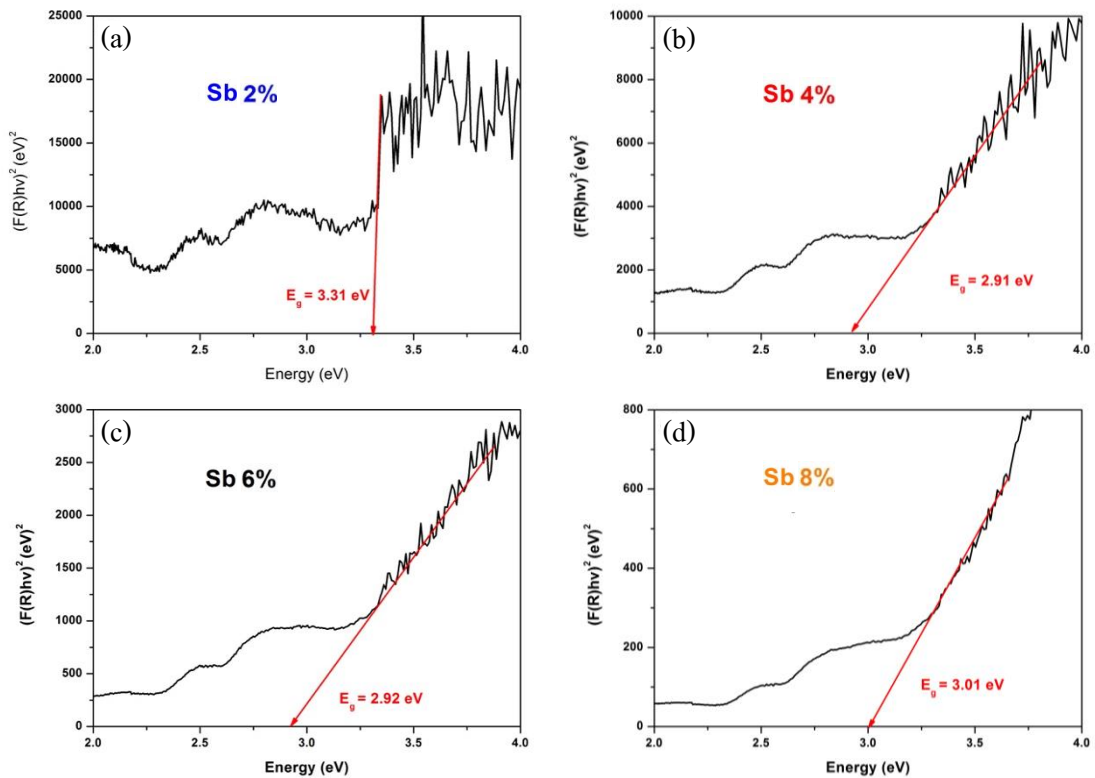 (a)
Sb 2%
E_g = 3.31 eV
(F(R)hν)² (eV)²
25000
20000
15000
10000
5000
0
2.0 2.5 3.0 3.5 4.0
Energy (eV)
(b)
Sb 4%
E_g = 2.91 eV
(F(R)hν)² (eV)²
10000
8000
6000
4000
2000
0
2.0 2.5 3.0 3.5 4.0
Energy (eV)
(c)
Sb 6%
E_g = 2.92 eV
(F(R)hν)² (eV)²
3000
2500
2000
1500
1000
500
0
2.0 2.5 3.0 3.5 4.0
Energy (eV)
(d)
Sb 8%
E_g = 3.01 eV
(F(R)hν)² (eV)²
800
600
400
200
0
2.0 2.5 3.0 3.5 4.0
Energy (eV)